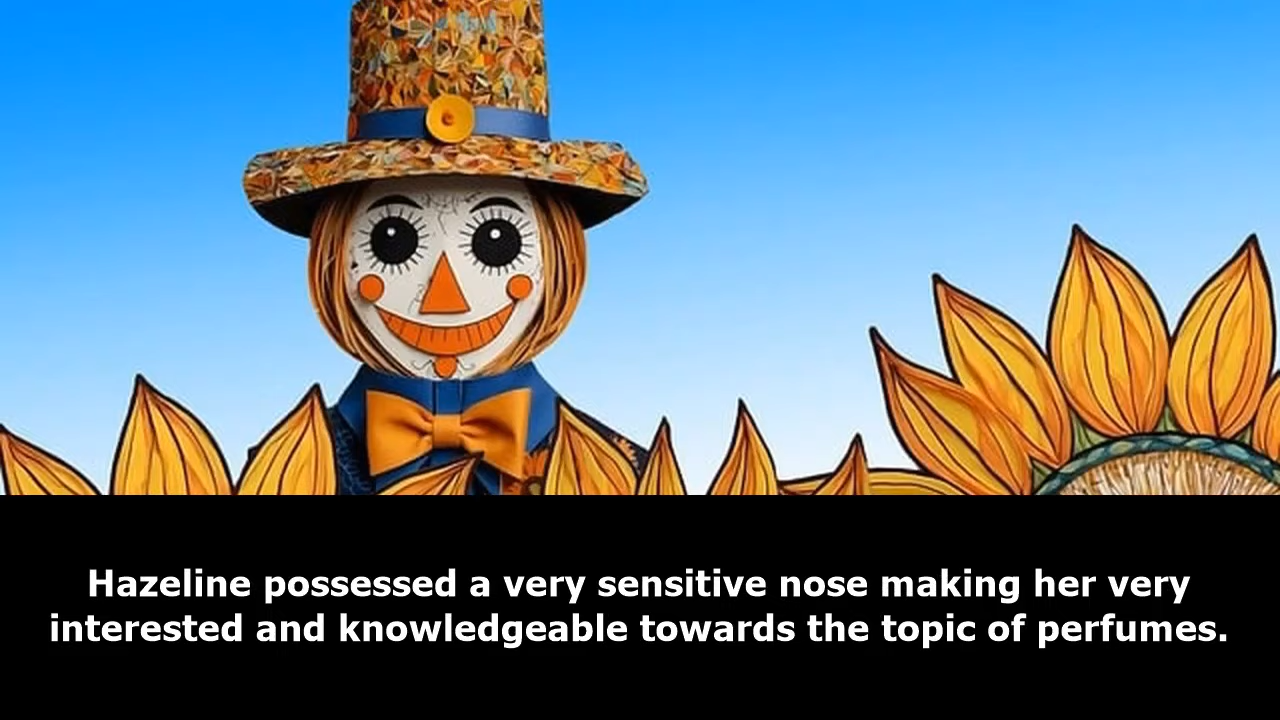 Hazeline possessed a very sensitive nose making her very
interested and knowledgeable towards the topic of perfumes.